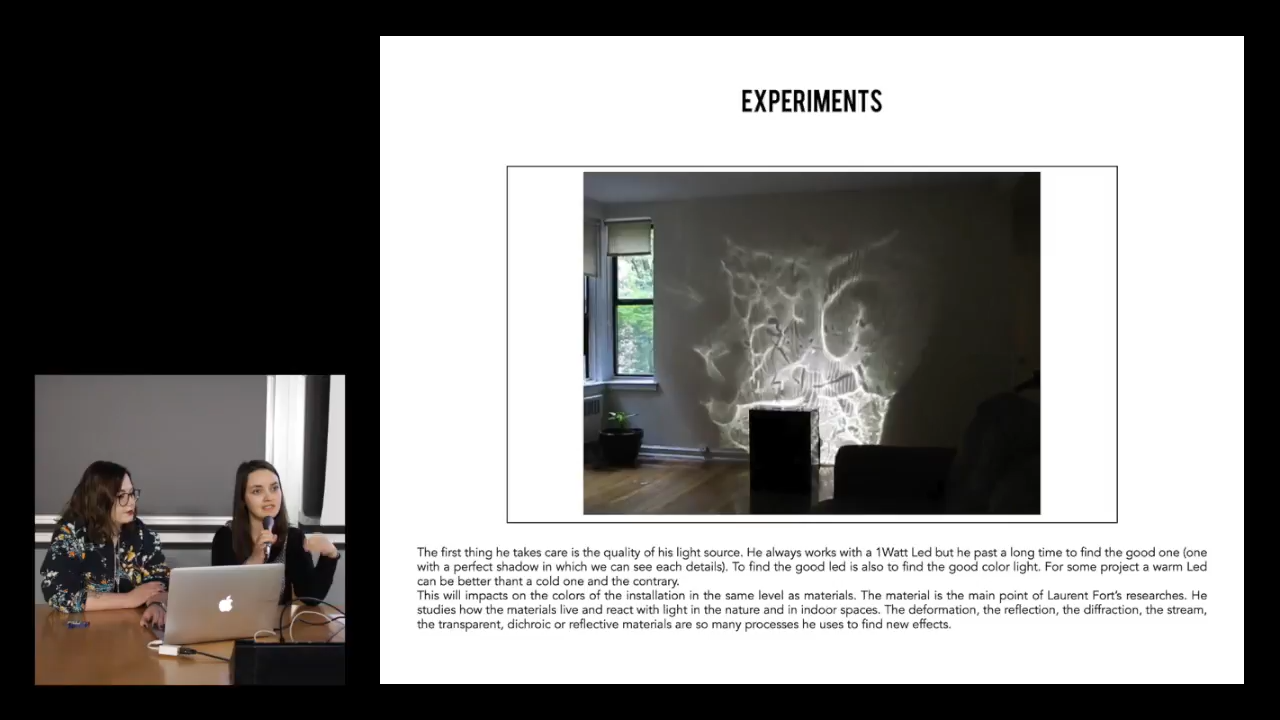 EXPERIMENTS
The first thing he takes care is the quality of his light source. He always works with a 1Watt Led but he past a long time to find the good one (one
with a perfect shadow in which we can see each details). To find the good led is also to find the good color light. For some project a warm Led
can be better thant a cold one and the contrary.
This will impacts on the colors of the installation in the same level as materials. The material is the main point of Laurent Fort's researches. He
studies how the materials live and react with light in the nature and in indoor spaces. The deformation, the reflection, the diffraction, the stream,
the transparent, dichroic or reflective materials are so many processes he uses to find new effects.